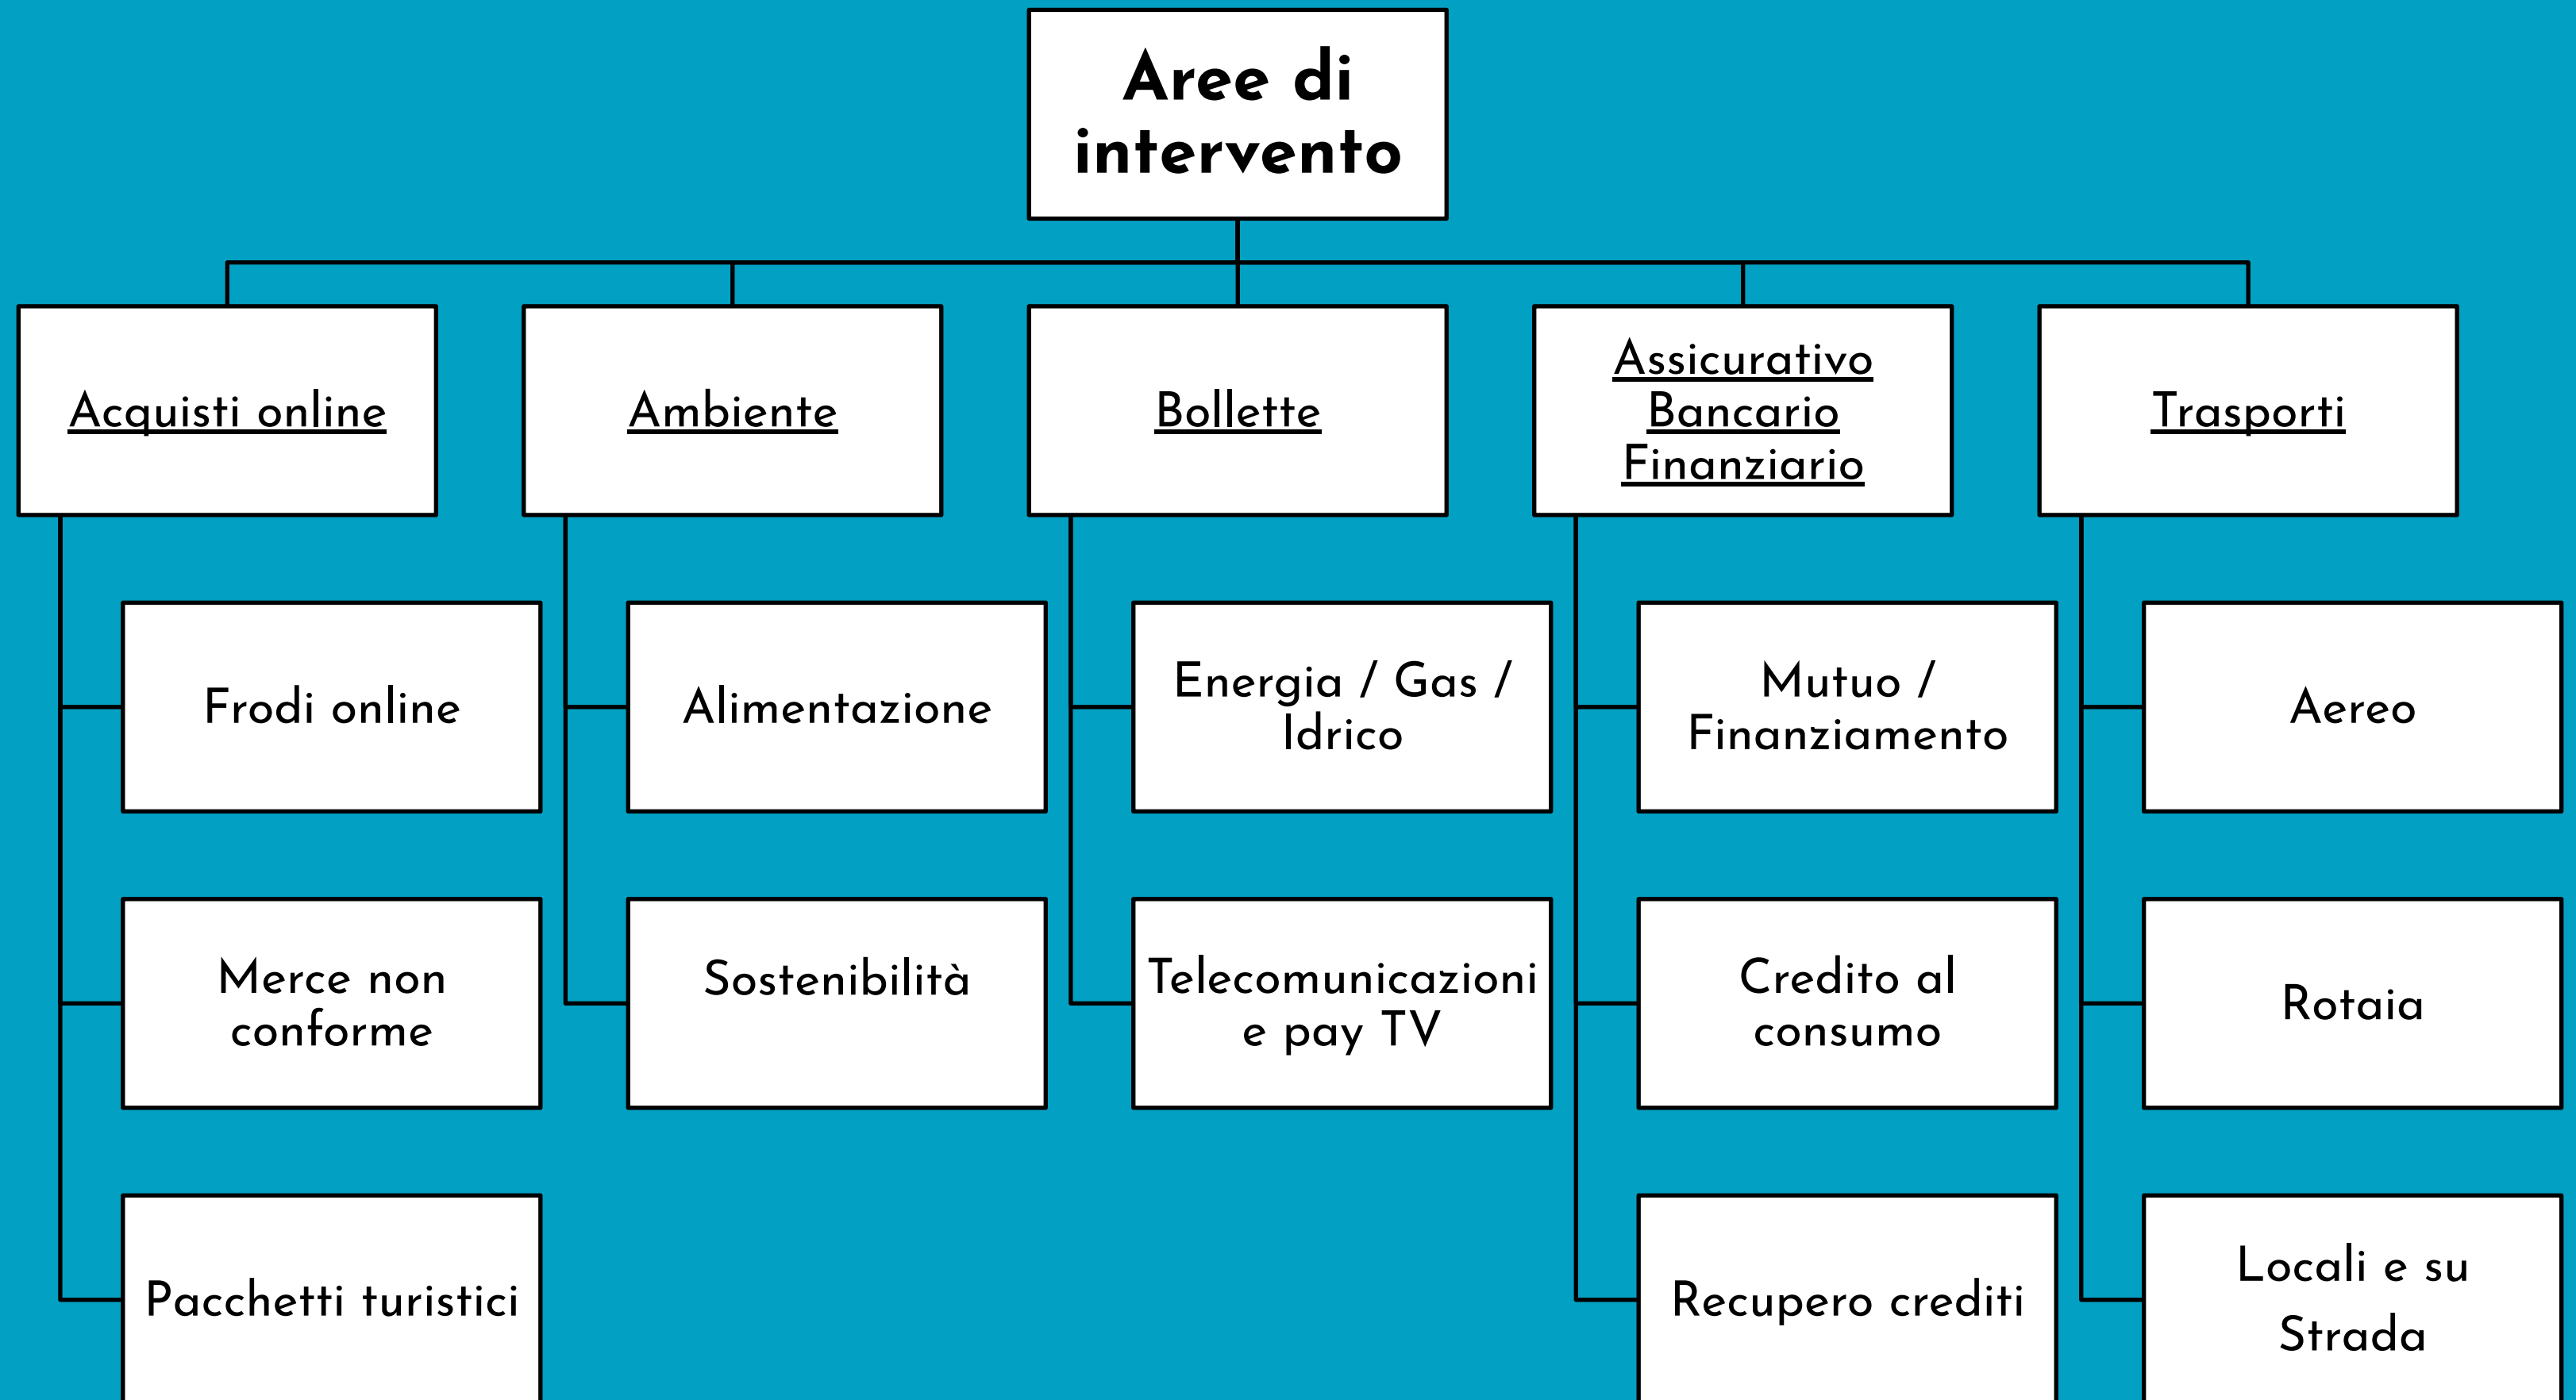 Aree di
intervento
Acquisti online
Ambiente
Bollette
Assicurativo
Bancario
Finanziario
Trasporti
Frodi online
Alimentazione
Energia / Gas /
Idrico
Mutuo /
Finanziamento
Aereo
Merce non
conforme
Sostenibilità
Telecomunicazioni
e pay TV
Credito al
consumo
Rotaia
Pacchetti turistici
Recupero crediti
Locali e su
Strada